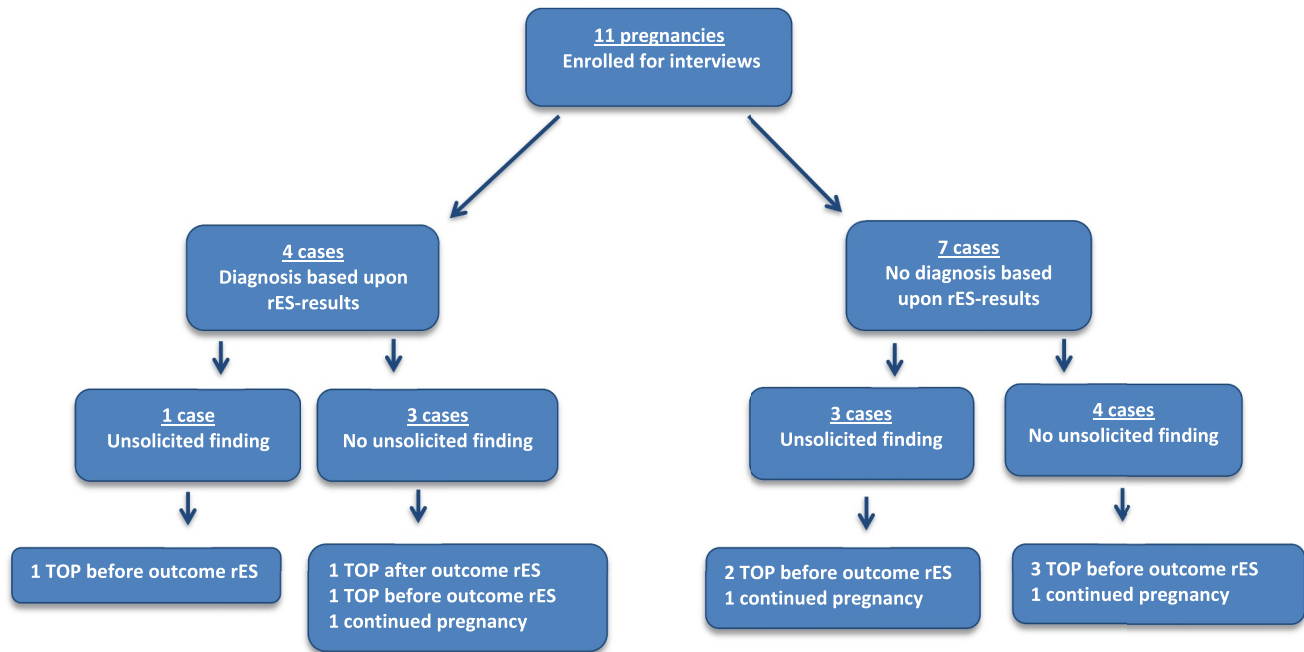 11 pregnancies
Enrolled for interviews
4 cases
Diagnosis based upon
rES-results
7 cases
No diagnosis based
upon rES-results
1 case
Unsolicited finding
3 cases
No unsolicited finding
3 cases
Unsolicited finding
4 cases
No unsolicited finding
1 TOP before outcome rES
1 TOP after outcome rES
1 TOP before outcome rES
1 continued pregnancy
2 TOP before outcome rES
1 continued pregnancy
3 TOP before outcome rES
1 continued pregnancy